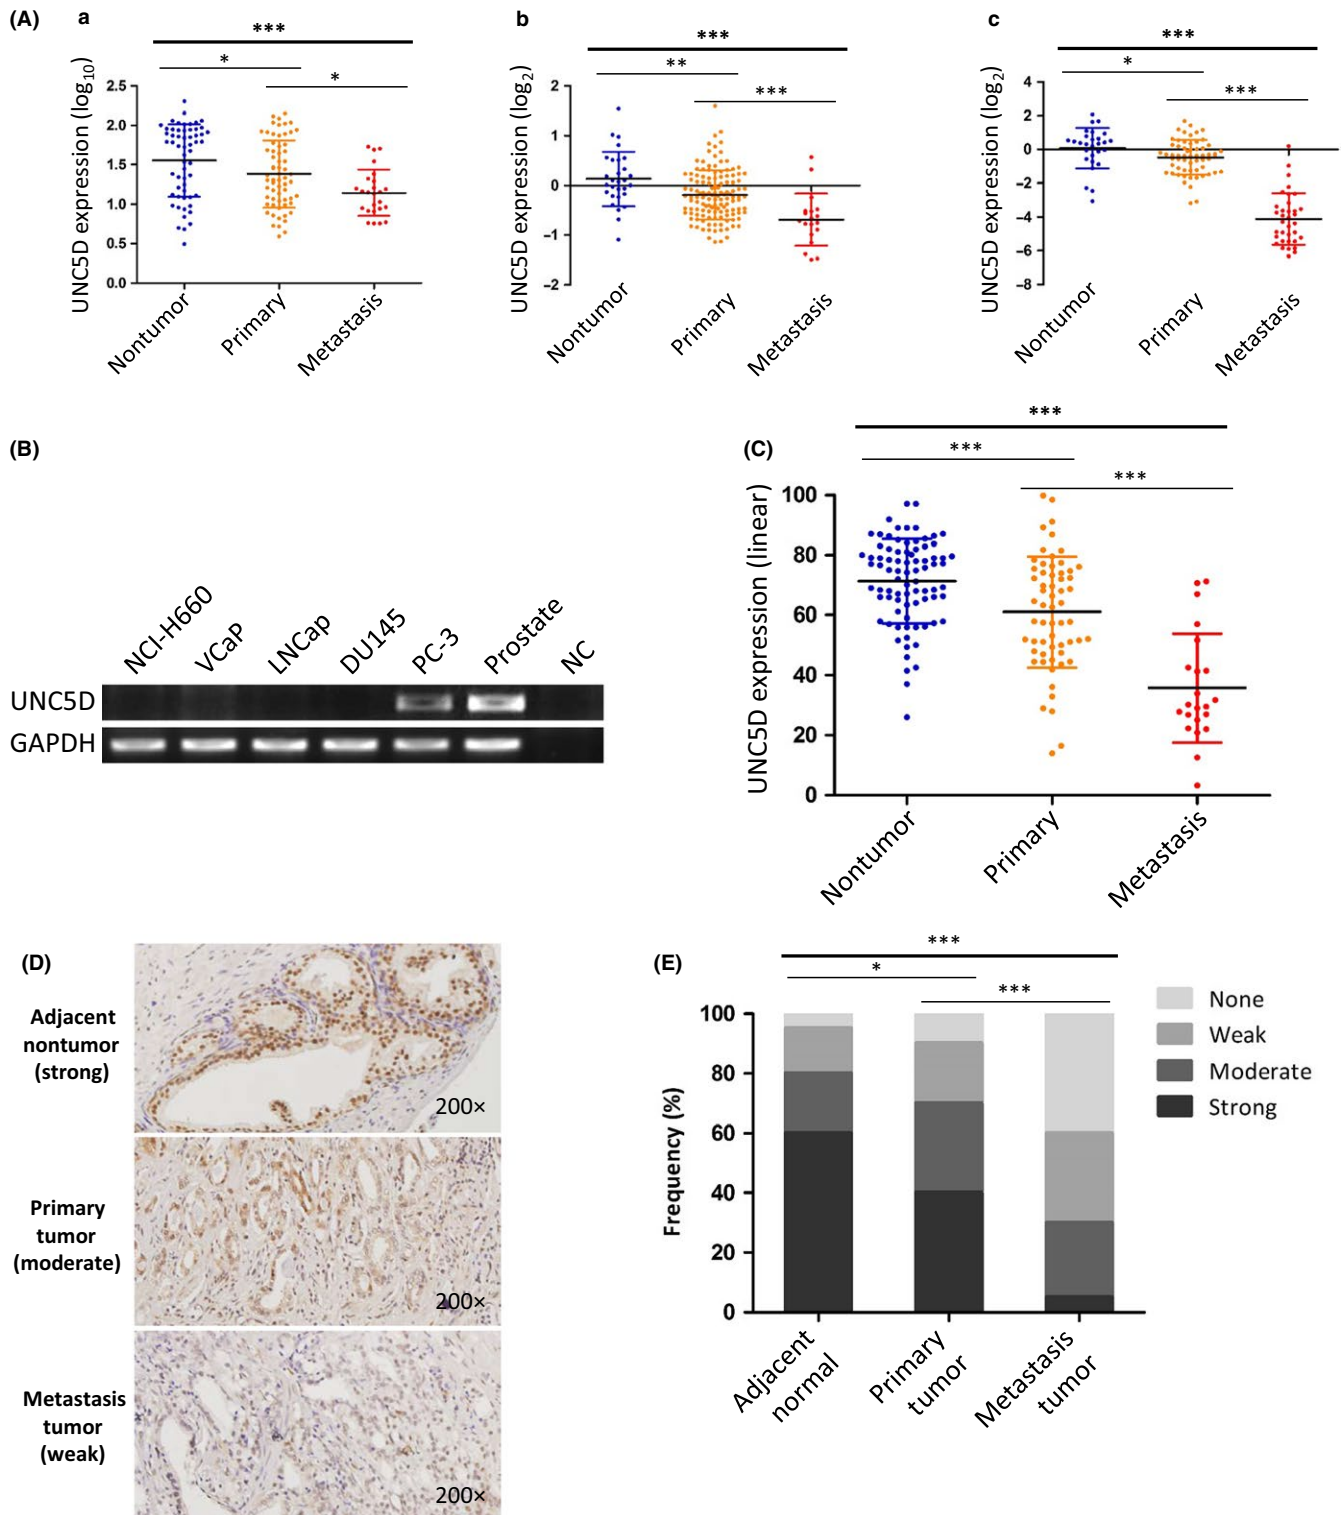 (A)
a
***
*
*
UNC5D expression (log10)
2.5
2.0
1.5
1.0
0.5
0.0
Nontumor
Primary
Metastasis
b
***
**
***
UNC5D expression (log2)
2
1
0
−1
−2
Nontumor
Primary
Metastasis
c
***
*
***
UNC5D expression (log2)
4
2
0
−2
−4
−6
−8
Nontumor
Primary
Metastasis
(B)
NCI-H660
VCaP
LNCap
DU145
PC-3
Prostate
NC
UNC5D
GAPDH
(C)
***
***
***
UNC5D expression (linear)
100
80
60
40
20
0
Nontumor
Primary
Metastasis
(D)
Adjacent
nontumor
(strong)
200×
Primary
tumor
(moderate)
200×
Metastasis
tumor
(weak)
200×
(E)
***
*
***
Frequency (%)
100
80
60
40
20
0
Adjacent
normal
Primary
tumor
Metastasis
tumor
None
Weak
Moderate
Strong